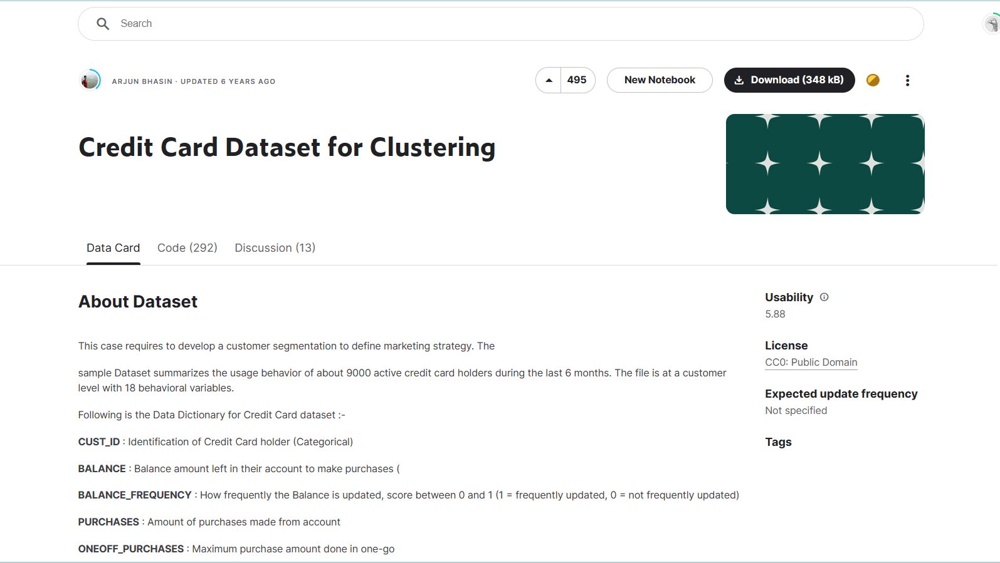 Search
ARJUN BHASIN · UPDATED 6 YEARS AGO
495
New Notebook
Download (348 kB)
Credit Card Dataset for Clustering
Data Card
Code (292)
Discussion (13)
About Dataset
This case requires to develop a customer segmentation to define marketing strategy. The
sample Dataset summarizes the usage behavior of about 9000 active credit card holders during the last 6 months. The file is at a customer
level with 18 behavioral variables.
Following is the Data Dictionary for Credit Card dataset :-
CUST_ID : Identification of Credit Card holder (Categorical)
BALANCE : Balance amount left in their account to make purchases (
BALANCE_FREQUENCY : How frequently the Balance is updated, score between 0 and 1 (1 = frequently updated, 0 = not frequently updated)
PURCHASES : Amount of purchases made from account
ONEOFF_PURCHASES : Maximum purchase amount done in one-go
Usability
5.88
License
CC0: Public Domain
Expected update frequency
Not specified
Tags